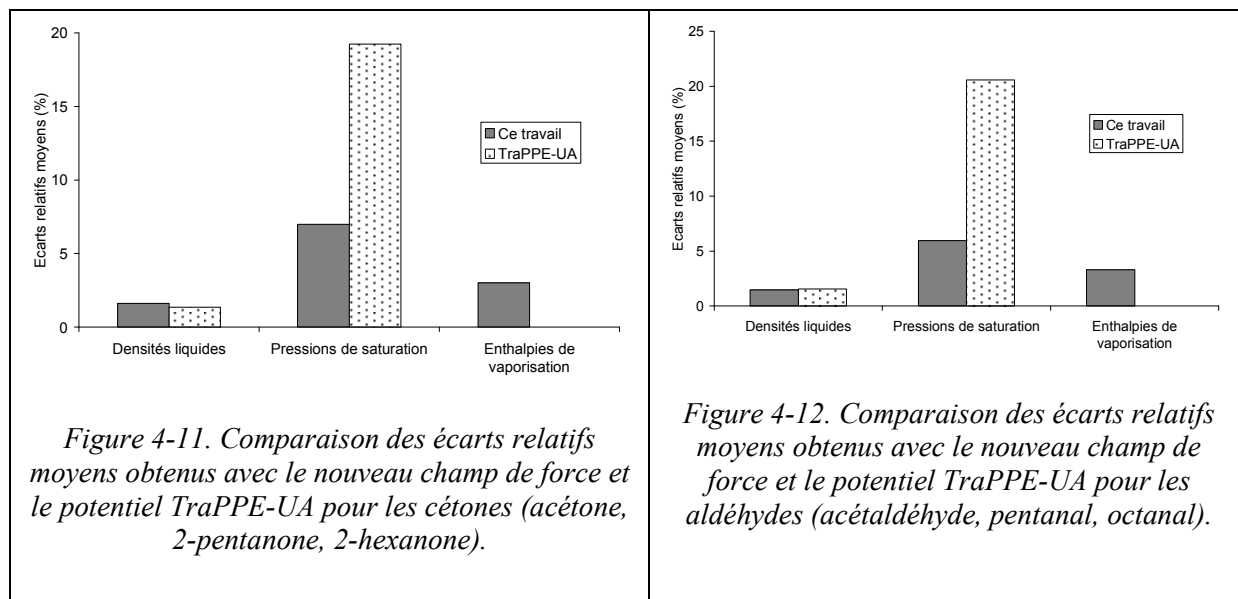 20
15
10
5
0
Ecarts relatifs moyens (%)
Ce travail
TraPPE-UA
Densités liquides
Pressions de saturation
Enthalpies de
vaporisation
Figure 4-11. Comparaison des écarts relatifs
moyens obtenus avec le nouveau champ de force et
le potentiel TraPPE-UA pour les cétones (acétone,
2-pentanone, 2-hexanone).
25
20
15
10
5
0
Ecarts relatifs moyens (%)
Ce travail
TraPPE-UA
Densités liquides
Pressions de saturation
Enthalpies de
vaporisation
Figure 4-12. Comparaison des écarts relatifs
moyens obtenus avec le nouveau champ de
force et le potentiel TraPPE-UA pour les
aldéhydes (acétaldéhyde, pentanal, octanal).